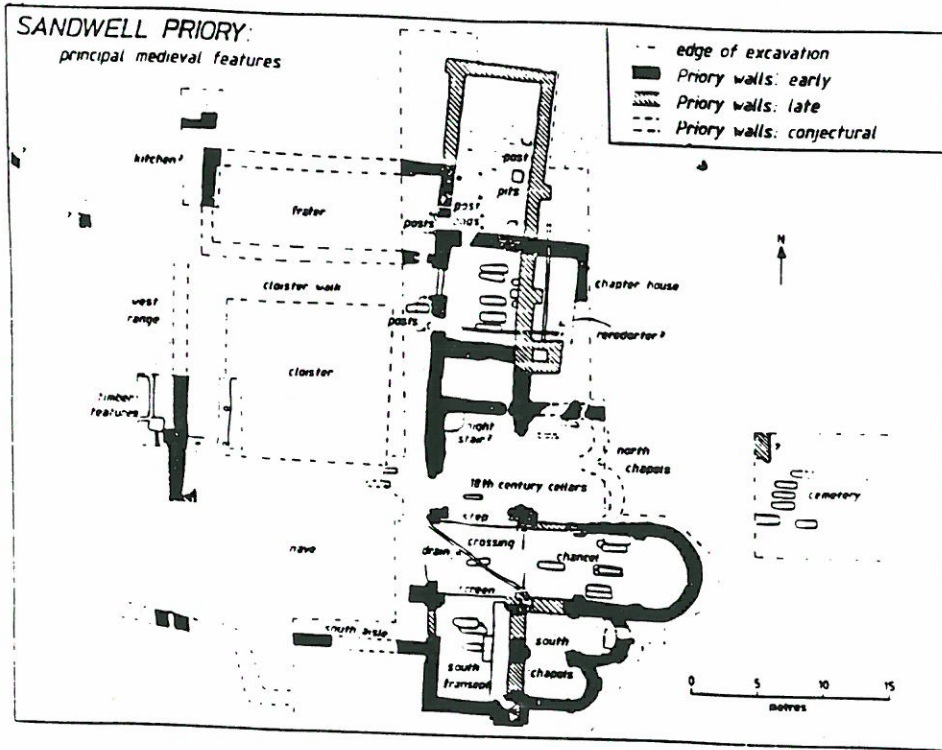 SANDWELL PRIORY:
principal medieval features
edge of excavation
Priory walls: early
Priory walls: late
Priory walls: conjectural
kitchen?
frater
post
pits
post
pads
posts
N
?
?
cloister walk
chapter house
west
range
posts
reredorter?
cloister
timber
features
night
stair?
north
chapels
?
cemetery
18th century cellars
step
crossing
nave
drain
chancel
screen
south aisle
south
transept
south
chapels
0 5 10 15
metres